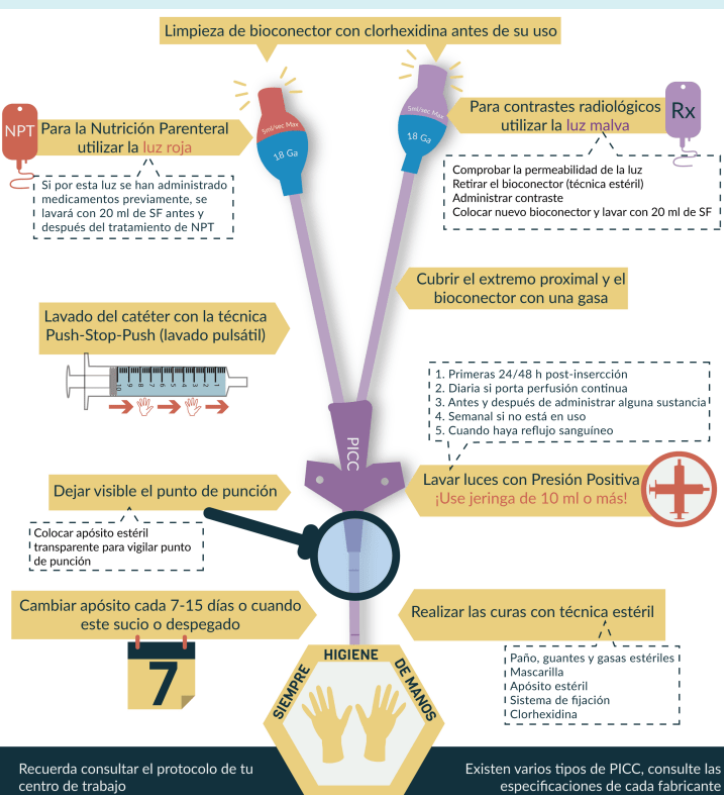 Limpieza de bioconector con clorhexidina antes de su uso
5ml/sec Max
18 Ga
5ml/sec Max
18 Ga
NPT
Para la Nutrición Parenteral
utilizar la luz roja
Si por esta luz se han administrado
medicamentos previamente, se
lavará con 20 ml de SF antes y
después del tratamiento de NPT
Para contrastes radiológicos
utilizar la luz malva
Rx
Comprobar la permeabilidad de la luz
Retirar el bioconector (técnica estéril)
Administrar contraste
Colocar nuevo bioconector y lavar con 20 ml de SF
Cubrir el extremo proximal y el
bioconector con una gasa
Lavado del catéter con la técnica
Push-Stop-Push (lavado pulsátil)
10 9 8 7 6 5 4 3 2 1
1. Primeras 24/48 h post-insercción
2. Diaria si porta perfusión continua
3. Antes y después de administrar alguna sustancia
4. Semanal si no está en uso
5. Cuando haya reflujo sanguíneo
PICC
Lavar luces con Presión Positiva
¡Use jeringa de 10 ml o más!
Dejar visible el punto de punción
Colocar apósito estéril
transparente para vigilar punto
de punción
Cambiar apósito cada 7-15 días o cuando
este sucio o despegado
7
Realizar las curas con técnica estéril
Paño, guantes y gasas estériles
Mascarilla
Apósito estéril
Sistema de fijación
Clorhexidina
SIEMPRE HIGIENE DE MANOS
Recuerda consultar el protocolo de tu
centro de trabajo
Existen varios tipos de PICC, consulte las
especificaciones de cada fabricante